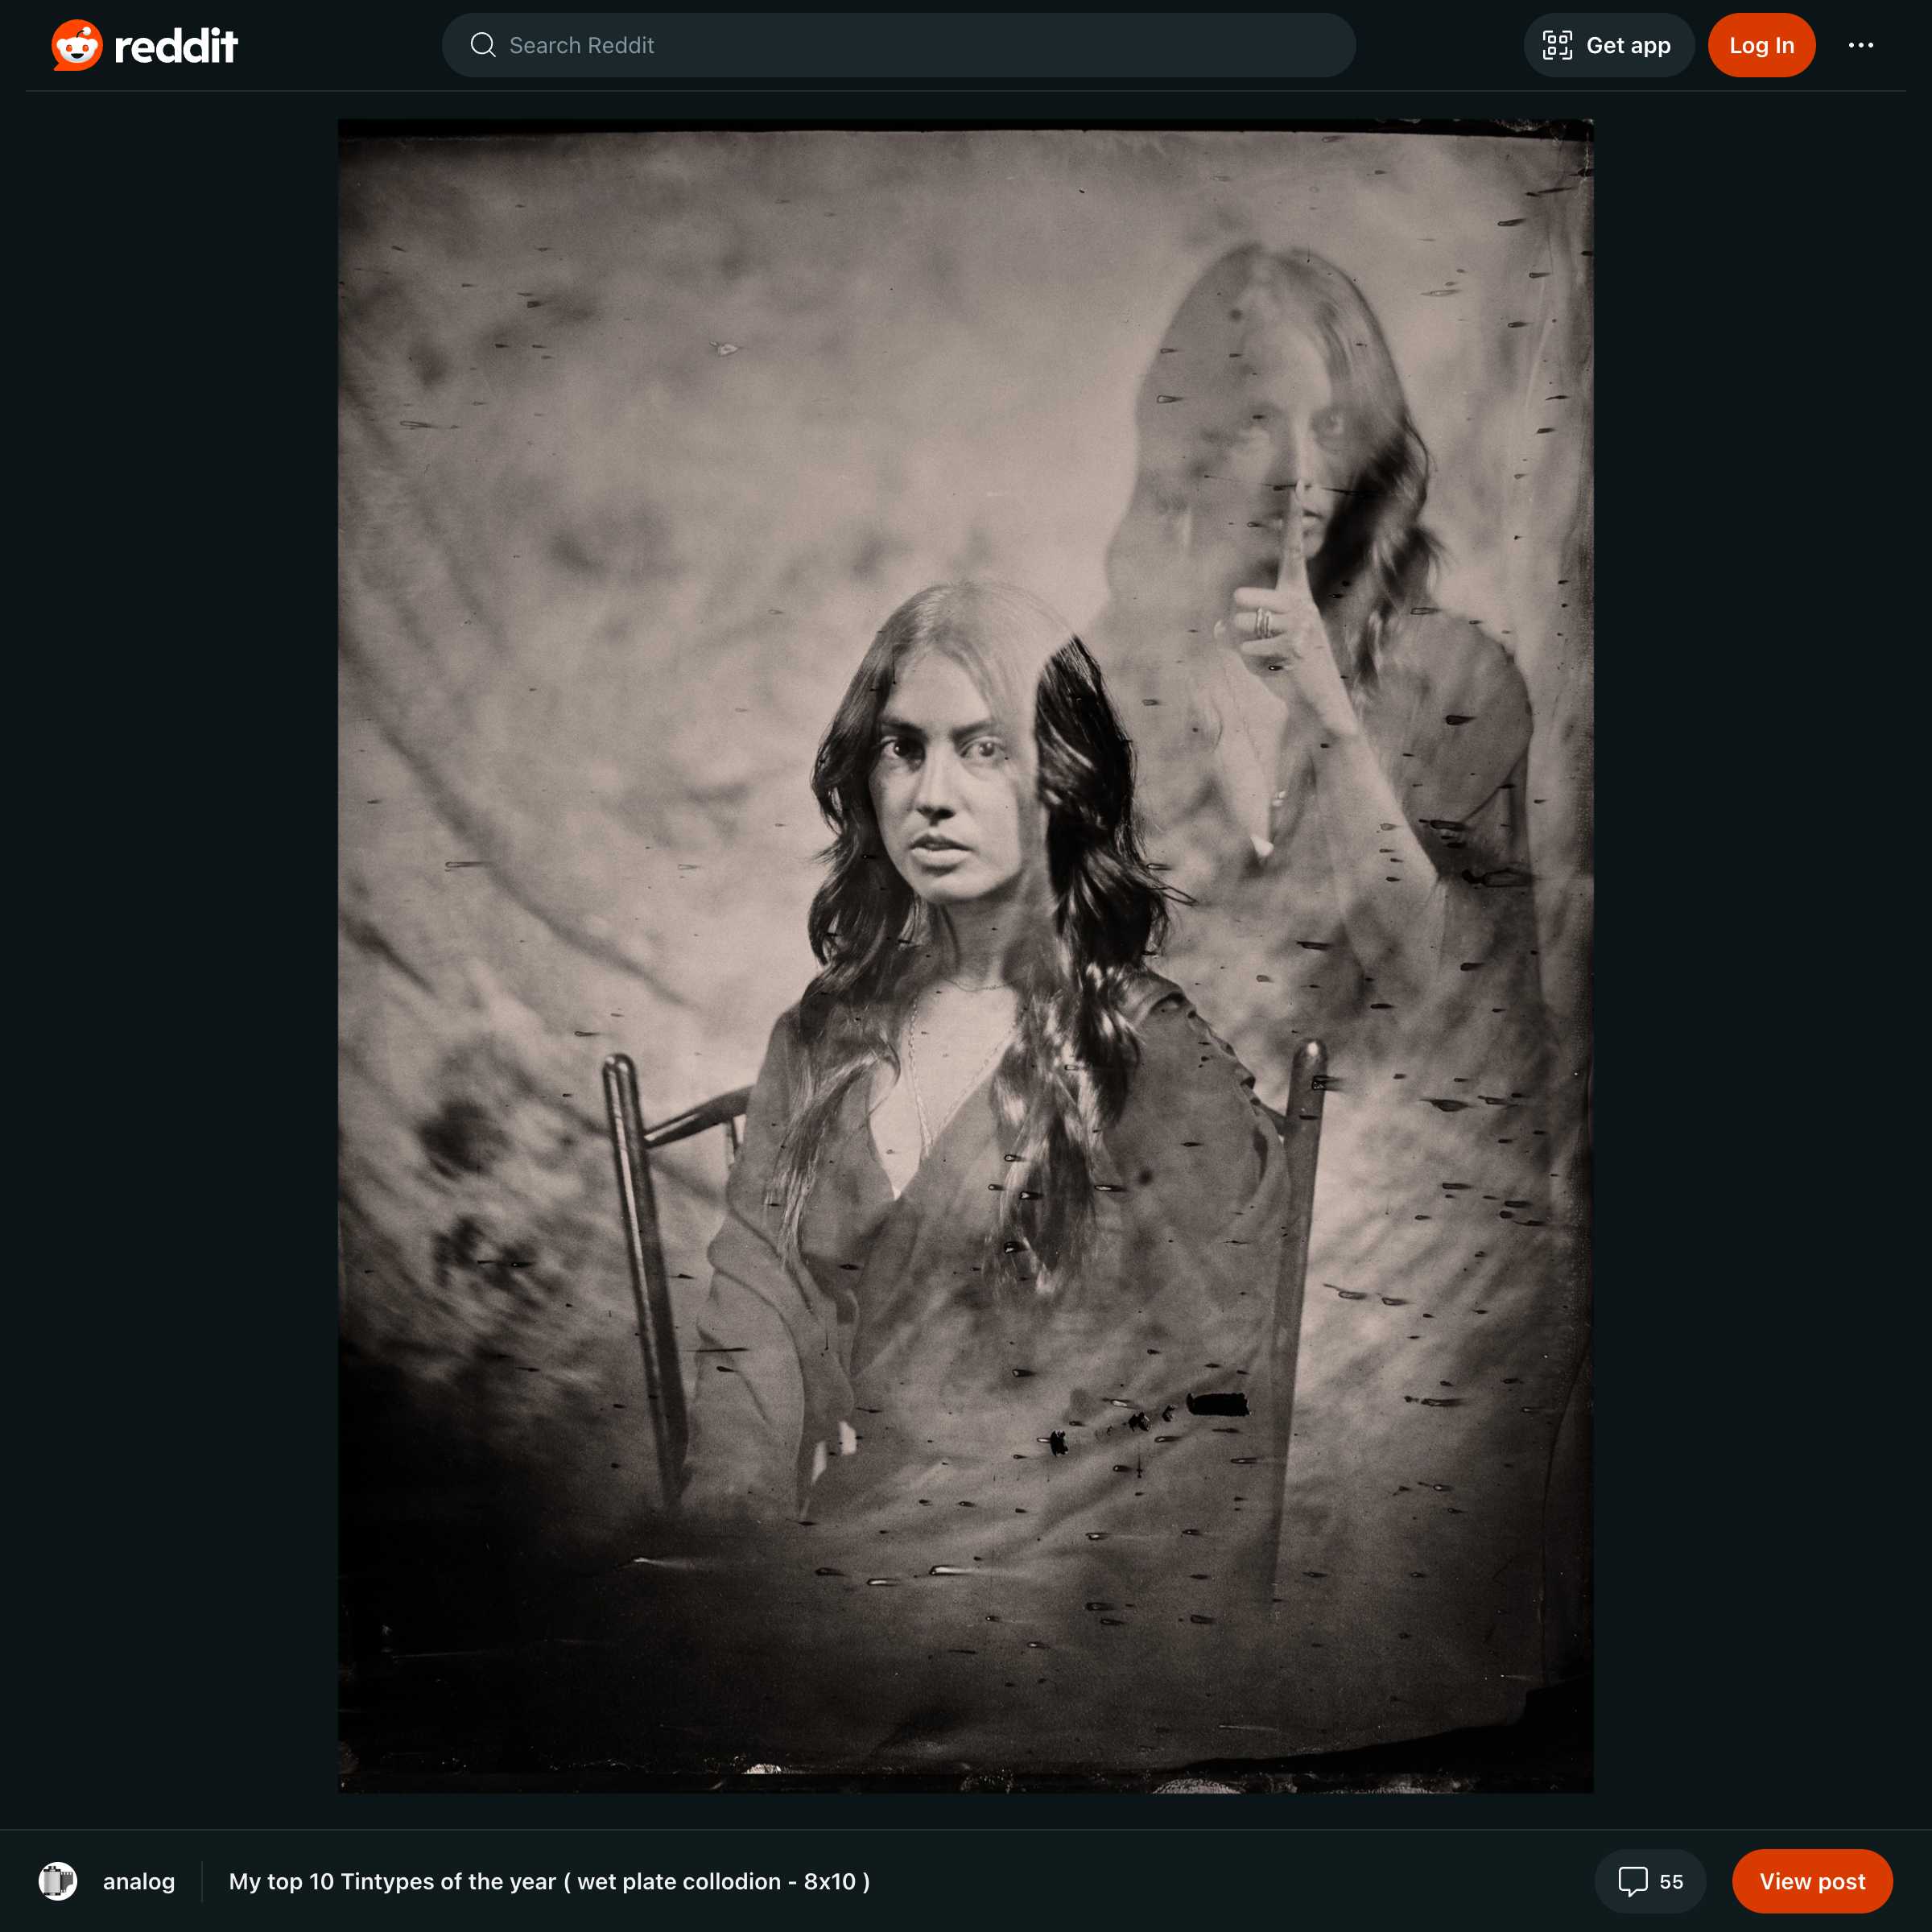 reddit
Search Reddit
Get app
Log In
analog
My top 10 Tintypes of the year ( wet plate collodion - 8x10 )
55
View post